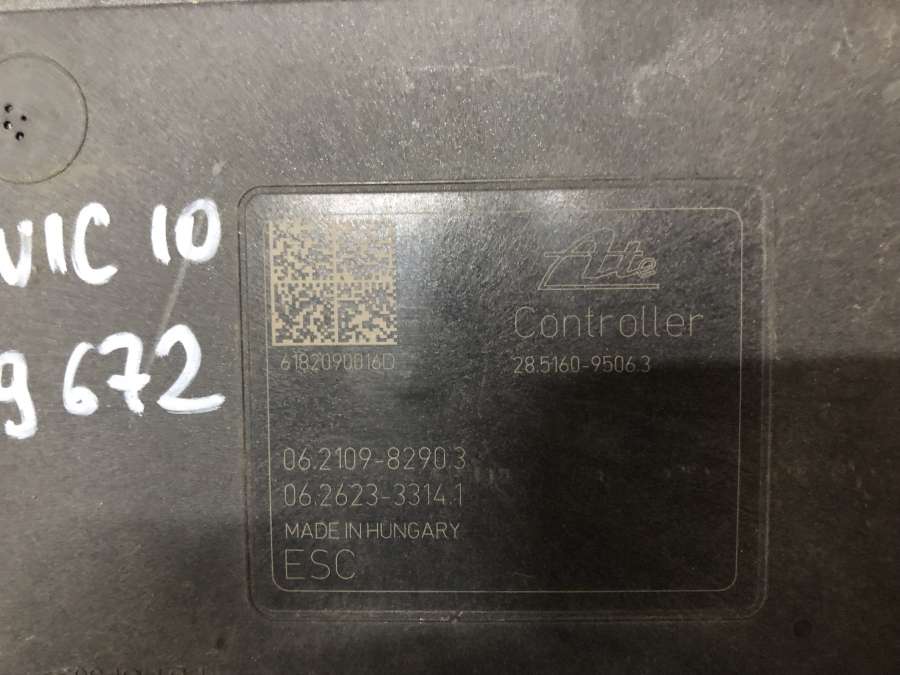 VIC 10
9 672
Ate
Controller
6182090016D
28.5160-9506.3
06.2109-8290.3
06.2623-3314.1
MADE IN HUNGARY
ESC